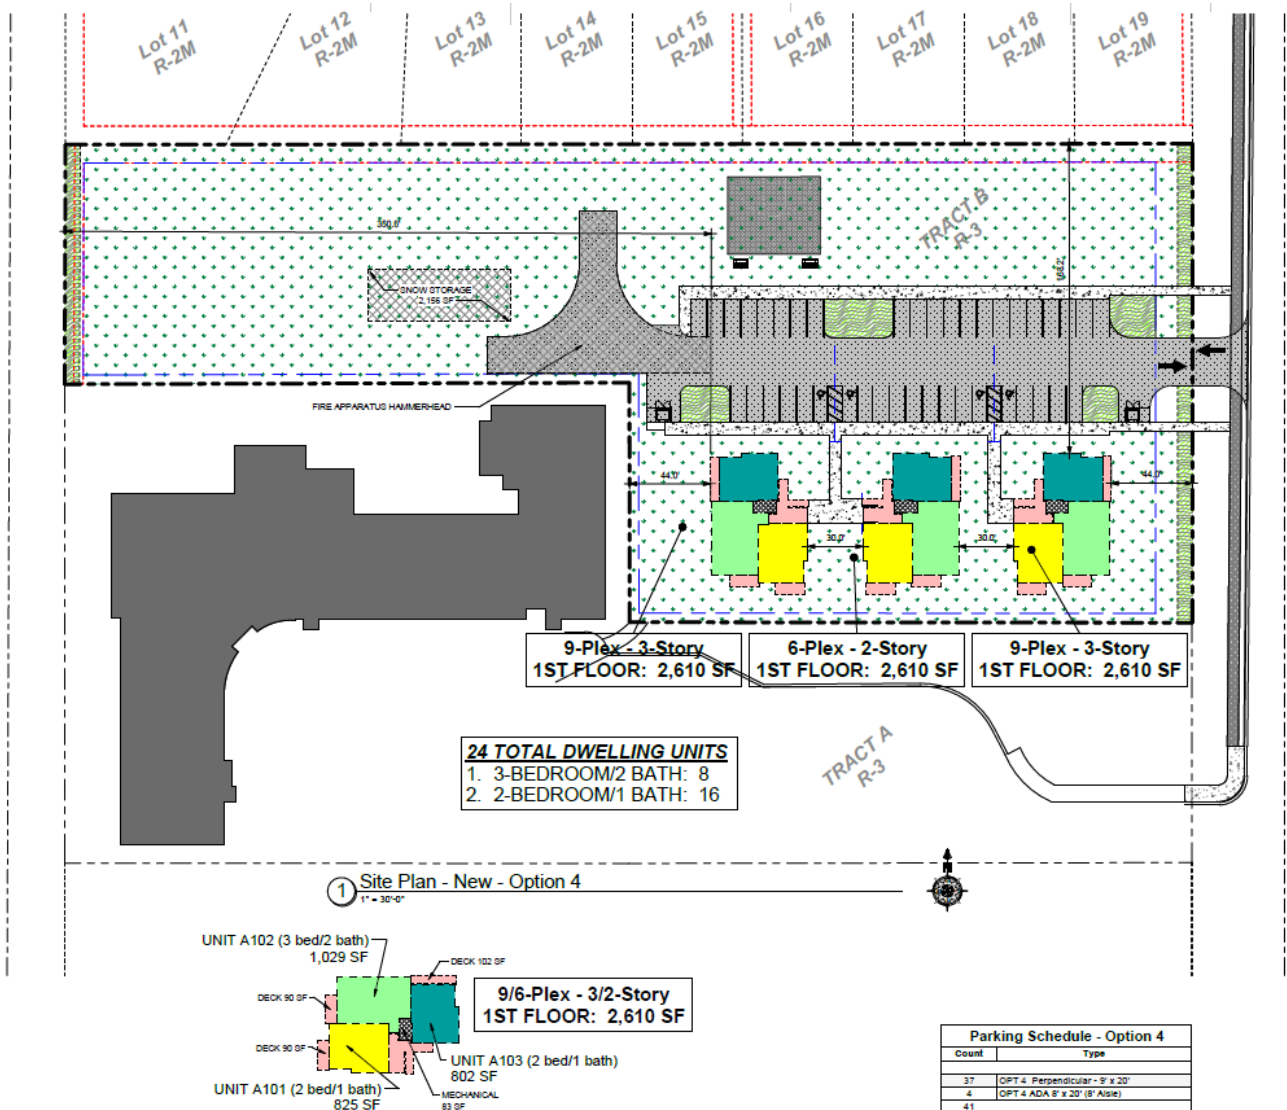 Lot 11
R-2M
Lot 12
R-2M
Lot 13
R-2M
Lot 14
R-2M
Lot 15
R-2M
Lot 16
R-2M
Lot 17
R-2M
Lot 18
R-2M
Lot 19
R-2M
TRACT B
R-3
350.5'
168.2'
SNOW STORAGE
2,156 SF
FIRE APPARATUS HAMMERHEAD
44.0'
44.0'
30.0'
30.0'
9-Plex - 3-Story
1ST FLOOR: 2,610 SF
6-Plex - 2-Story
1ST FLOOR: 2,610 SF
9-Plex - 3-Story
1ST FLOOR: 2,610 SF
24 TOTAL DWELLING UNITS
1. 3-BEDROOM/2 BATH: 8
2. 2-BEDROOM/1 BATH: 16
TRACT A
R-3
1
Site Plan - New - Option 4
1" = 30'-0"
N
UNIT A102 (3 bed/2 bath)
1,029 SF
DECK 102 SF
DECK 90 SF
9/6-Plex - 3/2-Story
1ST FLOOR: 2,610 SF
DECK 90 SF
UNIT A103 (2 bed/1 bath)
802 SF
UNIT A101 (2 bed/1 bath)
825 SF
MECHANICAL
83 SF
Parking Schedule - Option 4
Count Type
37 OPT 4 Perpendicular - 9' x 20'
4 OPT 4 ADA 8' x 20' (8' Aisle)
41